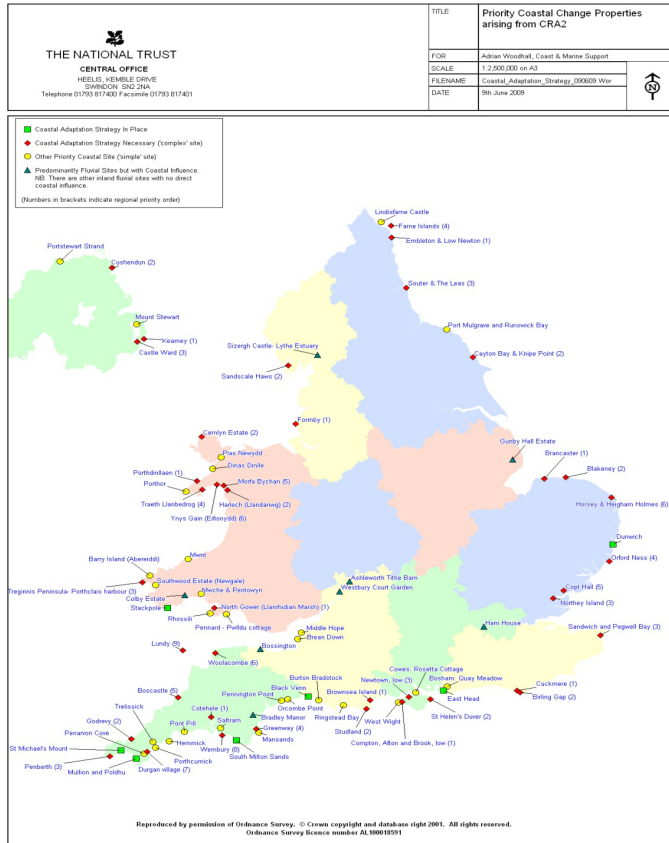 THE NATIONAL TRUST
CENTRAL OFFICE
HEELIS, KEMBLE DRIVE
SWINDON SN2 2NA
Telephone 01793 817400 Facsimile 01793 817401
TITLE
Priority Coastal Change Properties
arising from CRA2
FOR
Adrian Woodhall, Coast & Marine Support
SCALE
1:2,500,000 on A3
FILENAME
Coastal_Adaptation_Strategy_090609.Wor
DATE
9th June 2009
N
Coastal Adaptation Strategy In Place
Coastal Adaptation Strategy Necessary ('complex' site)
Other Priority Coastal Site ('simple' site)
Predominantly Fluvial Sites but with Coastal Influence.
NB. There are other inland fluvial sites with no direct
coastal influence.
(Numbers in brackets indicate regional priority order)
Lindisfarne Castle
Farne Islands (4)
Embleton & Low Newton (1)
Portstewart Strand
Cushendun (2)
Souter & The Leas (3)
Mount Stewart
Port Mulgrave and Runswick Bay
Kearney (1)
Castle Ward (3)
Sizergh Castle- Lythe Estuary
Cayton Bay & Knipe Point (2)
Sandscale Haws (2)
Formby (1)
Cemlyn Estate (2)
Gunby Hall Estate
Plas Newydd
Dinas Dinlle
Brancaster (1)
Blakeney (2)
Porthdinllaen (1)
Morfa Bychan (5)
Porthor
Harlech (Llandanwg) (2)
Traeth Llanbedrog (4)
Ynys Gain (Eifionydd) (6)
Horsey & Heigham Holmes (6)
Dunwich
Mwnt
Orford Ness (4)
Barry Island (Abereiddi)
Southwood Estate (Newgale)
Ashleworth Tithe Barn
Westbury Court Garden
Treginnis Peninsula- Porthclais harbour (3)
Mwche & Pentowyn
Copt Hall (5)
Colby Estate
Northey Island (3)
Stackpole
North Gower (Llanrhidian Marsh) (1)
Rhossili
Pennard - Pwlldu cottage
Middle Hope
Brean Down
Ham House
Sandwich and Pegwell Bay (3)
Lundy (9)
Bossington
Woolacombe (6)
Cowes: Rosetta Cottage
Burton Bradstock
Newtown, low (3)
Bosham: Quay Meadow
Black Venn
Brownsea Island (1)
Cuckmere (1)
Boscastle (5)
Pennington Point
East Head
Birling Gap (2)
Trelissick
Cotehele (1)
Orcombe Point
West Wight
St Helen's Duver (2)
Godrevy (2)
Pont Pill
Saltram
Bradley Manor
Ringstead Bay
Studland (2)
Penarvon Cove
Greenway (4)
Compton, Afton and Brook, low (1)
Hemmick
Mansands
St Michael's Mount
Porthcurnick
Wembury (8)
Penberth (3)
Durgan village (7)
South Milton Sands
Mullion and Poldhu
Reproduced by permission of Ordnance Survey. © Crown copyright and database right 2001. All rights reserved.
Ordnance Survey licence number AL100018591